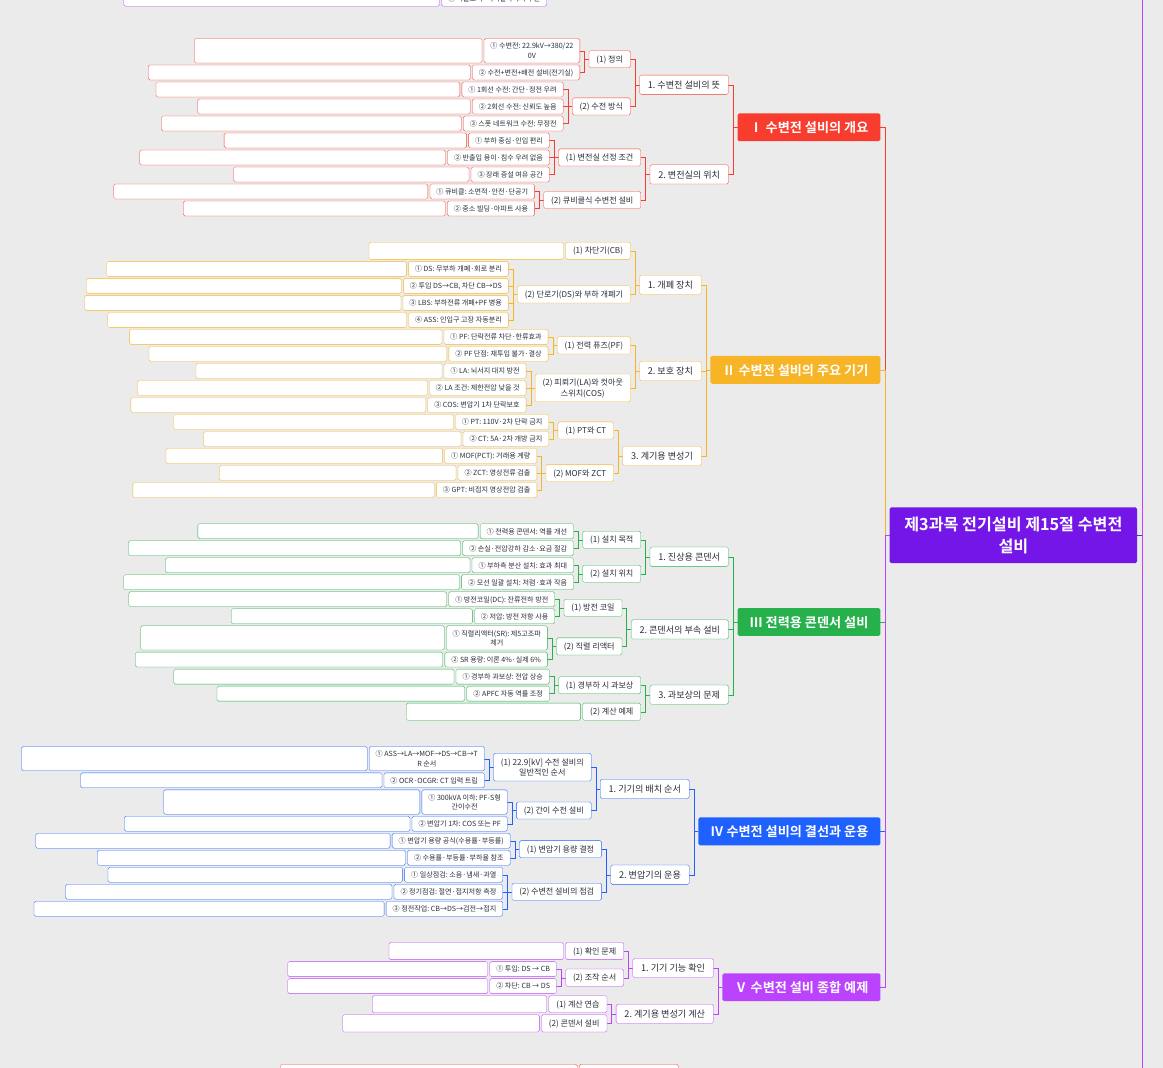 제3과목 전기설비 제15절 수변전
설비
Ⅰ 수변전 설비의 개요
1. 수변전 설비의 뜻
(1) 정의
① 수변전: 22.9kV→380/22
0V
② 수전+변전+배전 설비(전기실)
(2) 수전 방식
① 1회선 수전: 간단·정전 우려
② 2회선 수전: 신뢰도 높음
③ 스폿 네트워크 수전: 무정전
2. 변전실의 위치
(1) 변전실 선정 조건
① 부하 중심·인입 편리
② 반출입 용이·침수 우려 없음
③ 장래 증설 여유 공간
(2) 큐비클식 수변전 설비
① 큐비클: 소면적·안전·단공기
② 중소 빌딩·아파트 사용
Ⅱ 수변전 설비의 주요 기기
1. 개폐 장치
(1) 차단기(CB)
(2) 단로기(DS)와 부하 개폐기
① DS: 무부하 개폐·회로 분리
② 투입 DS→CB, 차단 CB→DS
③ LBS: 부하전류 개폐+PF 병용
④ ASS: 인입구 고장 자동분리
2. 보호 장치
(1) 전력 퓨즈(PF)
① PF: 단락전류 차단·한류효과
② PF 단점: 재투입 불가·결상
(2) 피뢰기(LA)와 컷아웃
스위치(COS)
① LA: 뇌서지 대지 방전
② LA 조건: 제한전압 낮을 것
③ COS: 변압기 1차 단락보호
3. 계기용 변성기
(1) PT와 CT
① PT: 110V·2차 단락 금지
② CT: 5A·2차 개방 금지
(2) MOF와 ZCT
① MOF(PCT): 거래용 계량
② ZCT: 영상전류 검출
③ GPT: 비접지 영상전압 검출
Ⅲ 전력용 콘덴서 설비
1. 진상용 콘덴서
(1) 설치 목적
① 전력용 콘덴서: 역률 개선
② 손실·전압강하 감소·요금 절감
(2) 설치 위치
① 부하측 분산 설치: 효과 최대
② 모선 일괄 설치: 저렴·효과 작음
2. 콘덴서의 부속 설비
(1) 방전 코일
① 방전코일(DC): 잔류전하 방전
② 저압: 방전 저항 사용
(2) 직렬 리액터
① 직렬리액터(SR): 제5고조파
제거
② SR 용량: 이론 4%·실제 6%
3. 과보상의 문제
(1) 경부하 시 과보상
① 경부하 과보상: 전압 상승
② APFC 자동 역률 조정
(2) 계산 예제
Ⅳ 수변전 설비의 결선과 운용
1. 기기의 배치 순서
(1) 22.9[kV] 수전 설비의
일반적인 순서
① ASS→LA→MOF→DS→CB→T
R 순서
② OCR·OCGR: CT 입력 트립
(2) 간이 수전 설비
① 300kVA 이하: PF·S형
간이수전
② 변압기 1차: COS 또는 PF
2. 변압기의 운용
(1) 변압기 용량 결정
① 변압기 용량 공식(수용률·부등률)
② 수용률·부등률·부하율 참조
(2) 수변전 설비의 점검
① 일상점검: 소음·냄새·과열
② 정기점검: 절연·접지저항 측정
③ 정전작업: CB→DS→검전→접지
Ⅴ 수변전 설비 종합 예제
1. 기기 기능 확인
(1) 확인 문제
(2) 조작 순서
① 투입: DS → CB
② 차단: CB → DS
2. 계기용 변성기 계산
(1) 계산 연습
(2) 콘덴서 설비